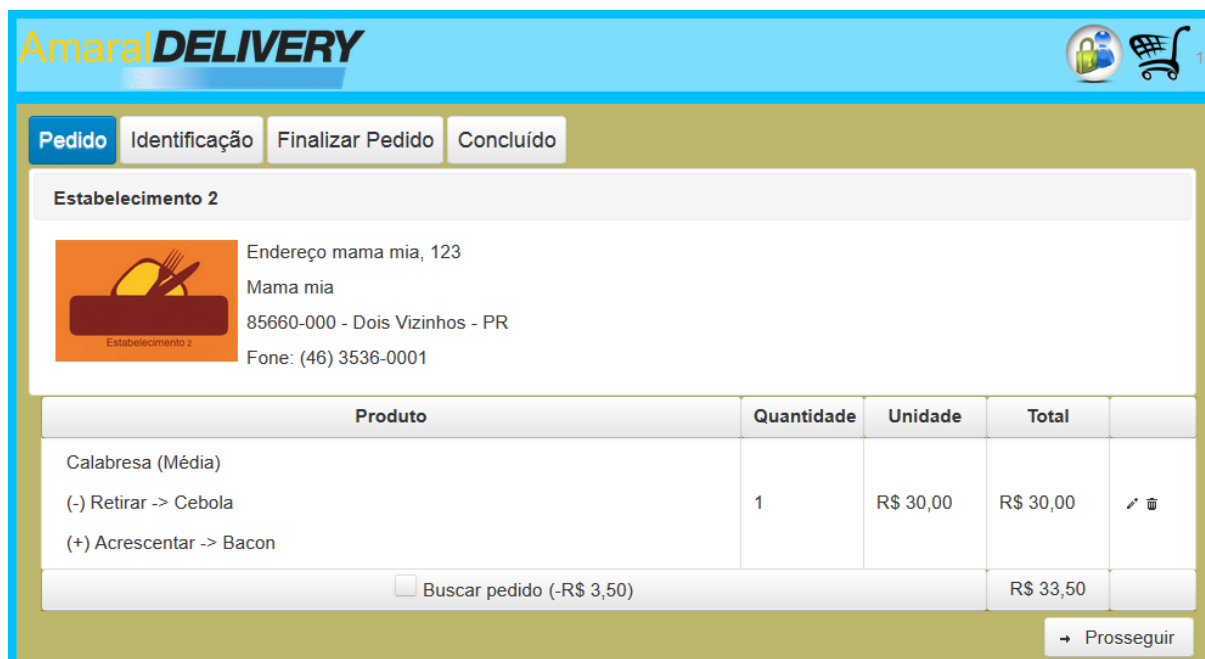 AmaralDELIVERY
1
Pedido Identificação Finalizar Pedido Concluído
Estabelecimento 2
Endereço mama mia, 123
Mama mia
85660-000 - Dois Vizinhos - PR
Fone: (46) 3536-0001
Estabelecimento 2
Produto Quantidade Unidade Total
Calabresa (Média)
(-) Retirar -> Cebola
(+) Acrescentar -> Bacon
1 R$ 30,00 R$ 30,00
Buscar pedido (-R$ 3,50) R$ 33,50
→ Prosseguir